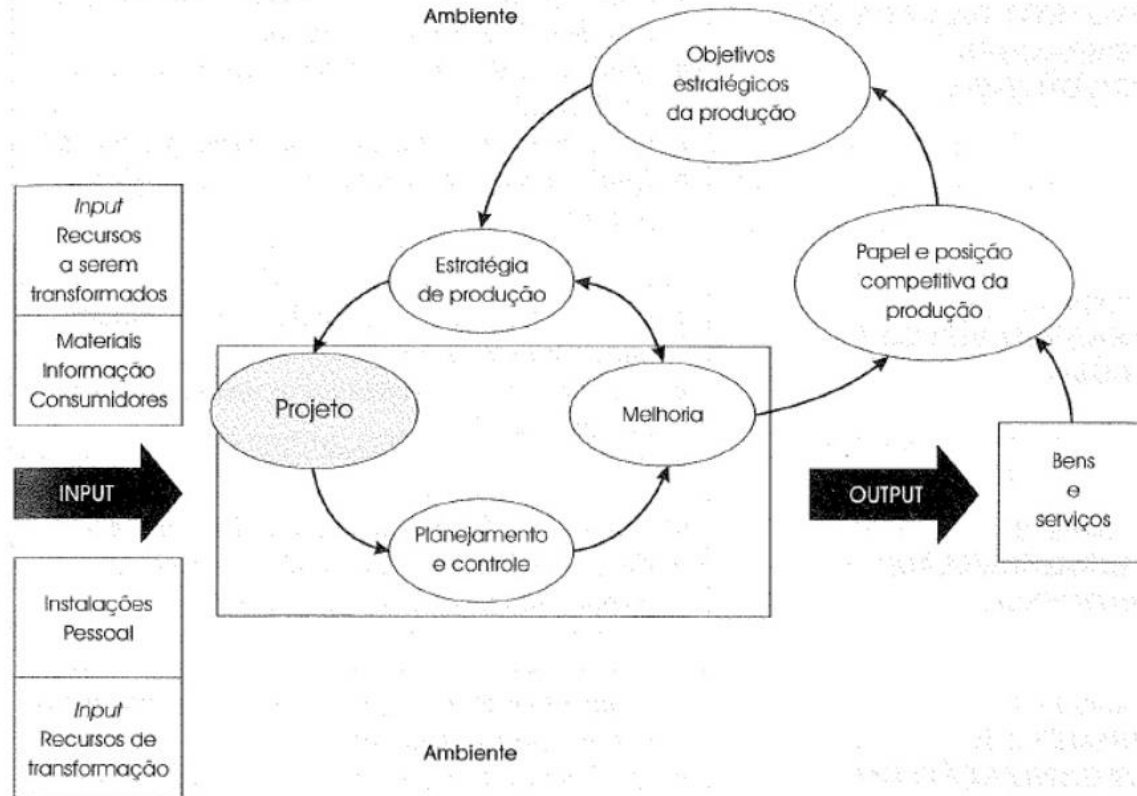 Ambiente
Objetivos
estratégicos
da produção
Input
Recursos
a serem
transformados
Materiais
Informação
Consumidores
Estratégia
de produção
Papel e posição
competitiva da
produção
Projeto
Melhoria
INPUT
OUTPUT
Bens
e
serviços
Planejamento
e controle
Instalações
Pessoal
Input
Recursos de
transformação
Ambiente